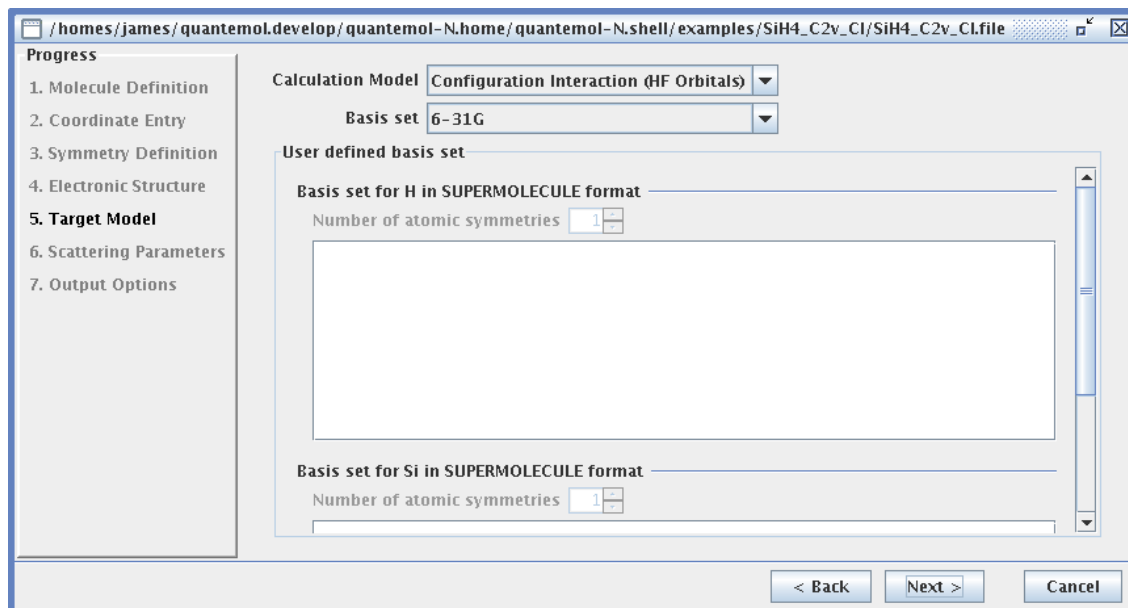 /homes/james/quantemol.develop/quantemol-N.home/quantemol-N.shell/examples/SiH4_C2v_CI/SiH4_C2v_CI.file
Progress
1. Molecule Definition
2. Coordinate Entry
3. Symmetry Definition
4. Electronic Structure
5. Target Model
6. Scattering Parameters
7. Output Options
Calculation Model Configuration Interaction (HF Orbitals)
Basis set 6-31G
User defined basis set
Basis set for H in SUPERMOLECULE format
Number of atomic symmetries 1
Basis set for Si in SUPERMOLECULE format
Number of atomic symmetries 1
< Back Next > Cancel